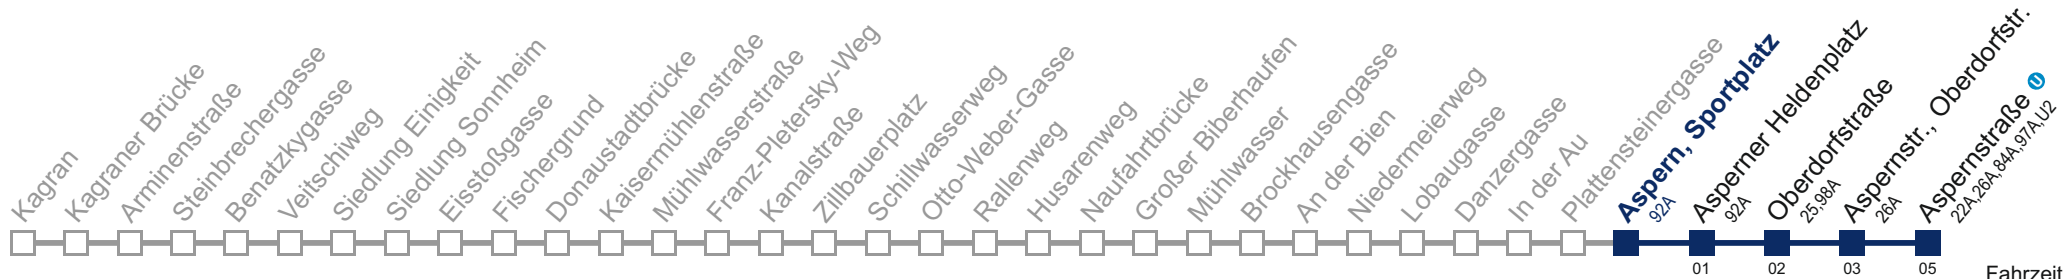 Kagran
Kagraner Brücke
Arminenstraße
Steinbrechergasse
Benatzkygasse
Veitschiweg
Siedlung Einigkeit
Siedlung Sonnheim
Eisstoßgasse
Fischergrund
Donaustadtbrücke
Kaisermühlenstraße
Mühlwasserstraße
Franz-Pletersky-Weg
Kanalstraße
Zillbauerplatz
Schillwasserweg
Otto-Weber-Gasse
Rallenweg
Husarenweg
Naufahrtbrücke
Großer Biberhaufen
Mühlwasser
Brockhausengasse
An der Bien
Niedermeierweg
Lobaugasse
Danzergasse
In der Au
Plattensteinergasse
Aspern, Sportplatz
92A
Asperner Heldenplatz
92A
01
Oberdorfstraße
25,98A
02
Aspernstr., Oberdorfstr.
26A
03
Aspernstraße U
22A,26A,84A,97A,U2
05
Fahrzeit